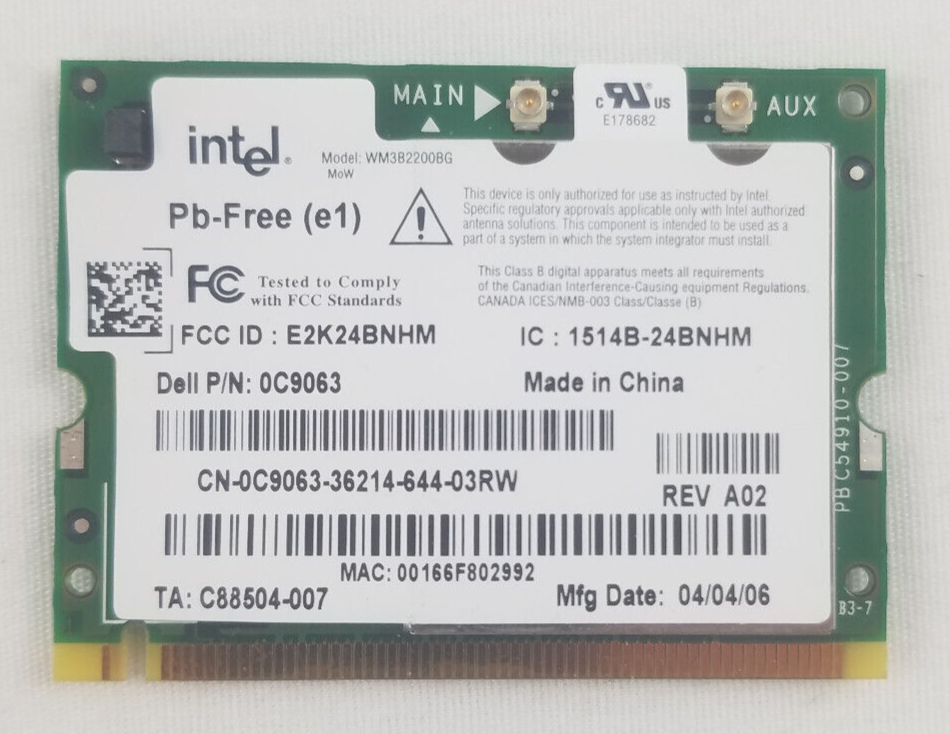 MAIN
c RU ® US
E178682
AUX
intel®
Model: WM3B2200BG
MoW
Pb-Free (e1)
!
This device is only authorized for use as instructed by Intel.
Specific regulatory approvals applicable only with Intel authorized
antenna solutions. This component is intended to be used as a
part of a system in which the system integrator must install.
FC Tested to Comply
with FCC Standards
This Class B digital apparatus meets all requirements
of the Canadian Interference-Causing equipment Regulations.
CANADA ICES/NMB-003 Class/Classe (B)
FCC ID : E2K24BNHM
IC : 1514B-24BNHM
Dell P/N: 0C9063
Made in China
CN-0C9063-36214-644-03RW
REV A02
MAC: 00166F802992
TA: C88504-007
Mfg Date: 04/04/06
PB C54910-007
B3-7